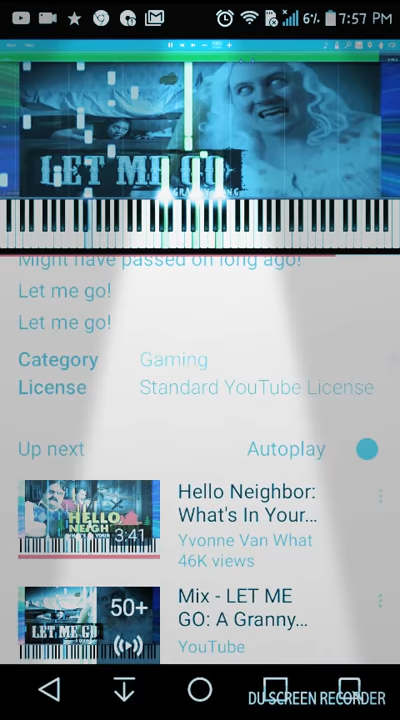 6%
7:57 PM
LET ME GO
GRANNY SONG
Might have passed on long ago!
Let me go!
Let me go!
Category Gaming
License Standard YouTube License
Up next Autoplay
HELLO
NEIGH
3:41
Hello Neighbor:
What's In Your...
Yvonne Van What
46K views
LET ME GO
50+
Mix - LET ME
GO: A Granny...
YouTube
DU SCREEN RECORDER